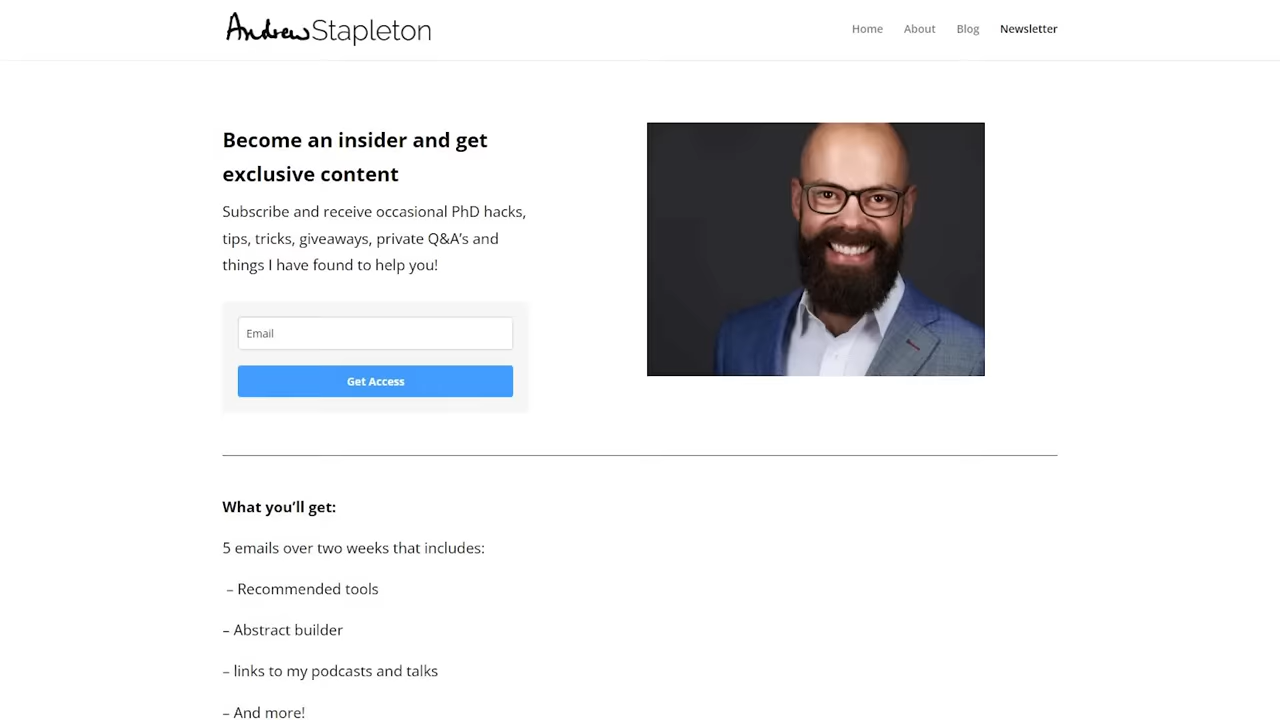 Andrew Stapleton
Home
About
Blog
Newsletter
Become an insider and get
exclusive content
Subscribe and receive occasional PhD hacks,
tips, tricks, giveaways, private Q&A's and
things I have found to help you!
Email
Get Access
What you'll get:
5 emails over two weeks that includes:
– Recommended tools
– Abstract builder
– links to my podcasts and talks
– And more!